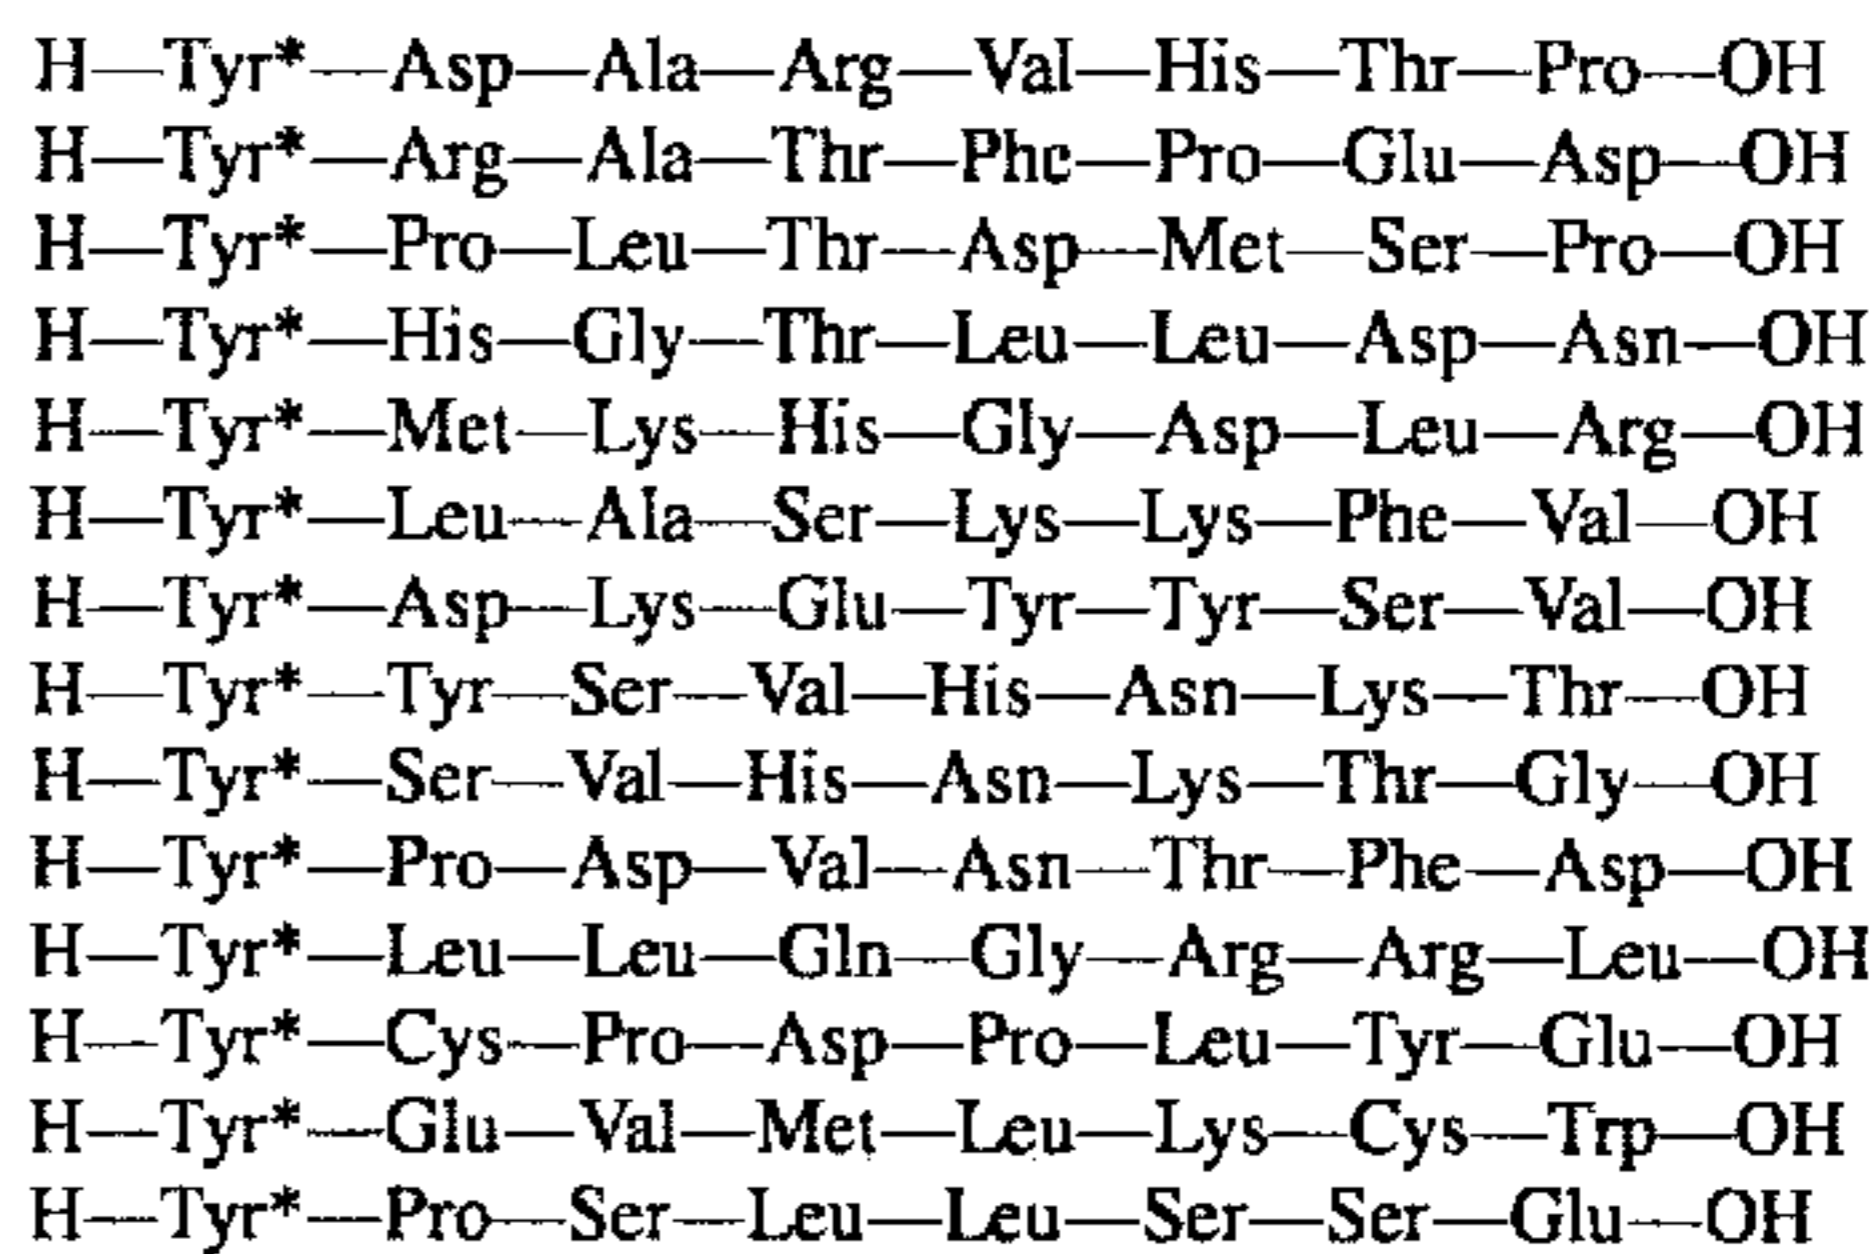 H—Tyr*—Asp—Ala—Arg—Val—His—Thr—Pro—OH
H—Tyr*—Arg—Ala—Thr—Phe—Pro—Glu—Asp—OH
H—Tyr*—Pro—Leu—Thr—Asp—Met—Ser—Pro—OH
H—Tyr*—His—Gly—Thr—Leu—Leu—Asp—Asn—OH
H—Tyr*—Met—Lys—His—Gly—Asp—Leu—Arg—OH
H—Tyr*—Leu—Ala—Ser—Lys—Lys—Phe—Val—OH
H—Tyr*—Asp—Lys—Glu—Tyr—Tyr—Ser—Val—OH
H—Tyr*—Tyr—Ser—Val—His—Asn—Lys—Thr—OH
H—Tyr*—Ser—Val—His—Asn—Lys—Thr—Gly—OH
H—Tyr*—Pro—Asp—Val—Asn—Thr—Phe—Asp—OH
H—Tyr*—Leu—Leu—Gln—Gly—Arg—Arg—Leu—OH
H—Tyr*—Cys—Pro—Asp—Pro—Leu—Tyr—Glu—OH
H—Tyr*—Glu—Val—Met—Leu—Lys—Cys—Trp—OH
H—Tyr*—Pro—Ser—Leu—Leu—Ser—Ser—Glu—OH